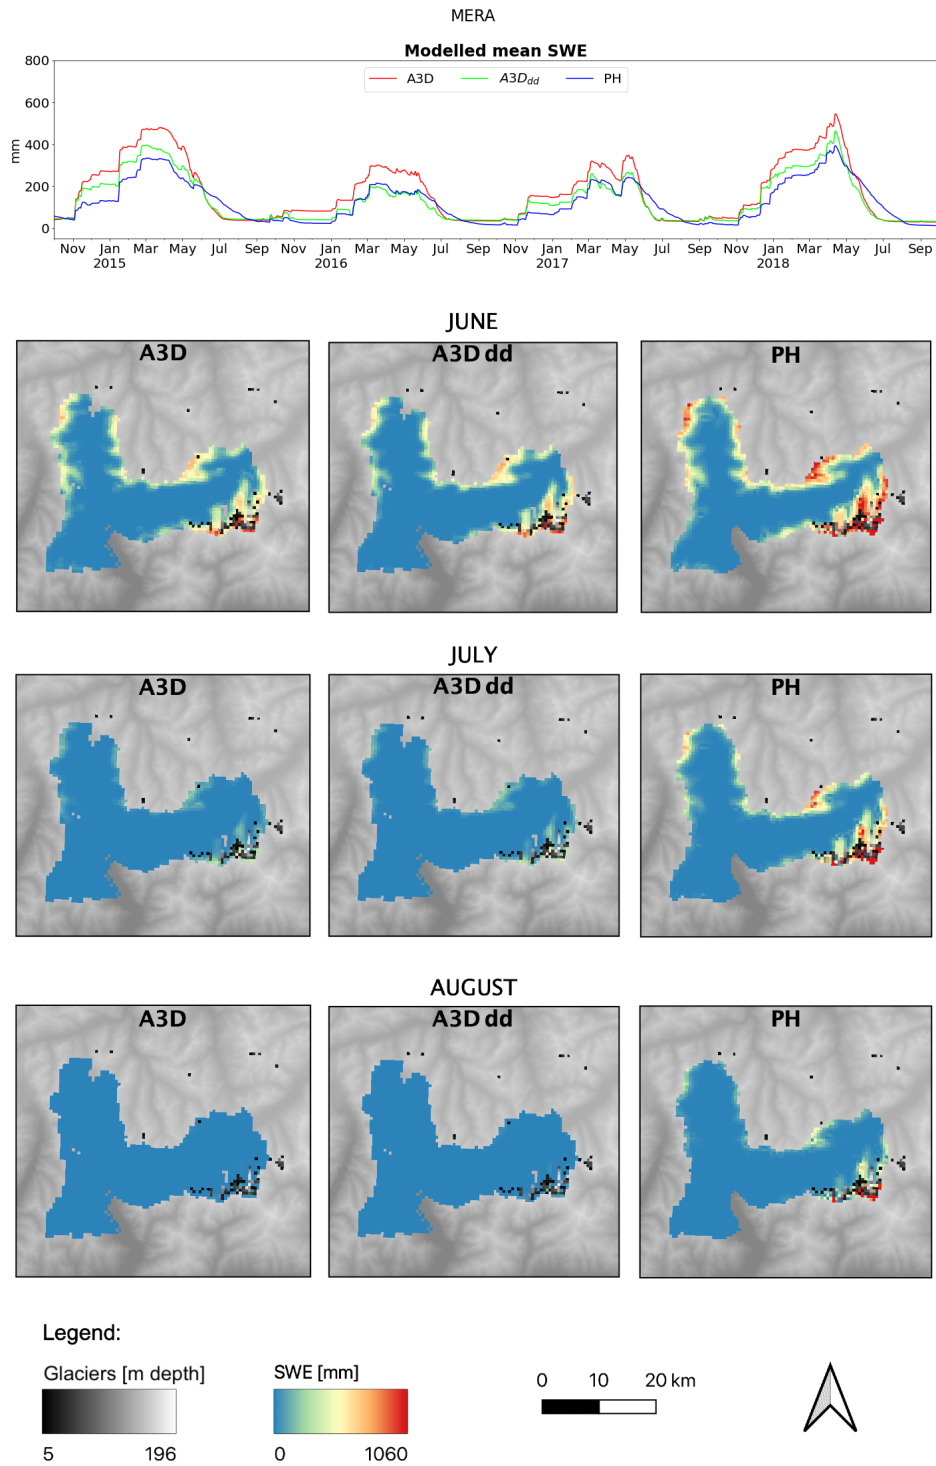 MERA
Modelled mean SWE
A3D A3Ddd PH
800
600
400
200
0
mm
Nov Jan Mar May Jul Sep Nov Jan Mar May Jul Sep Nov Jan Mar May Jul Sep Nov Jan Mar May Jul Sep
2015 2016 2017 2018
JUNE
A3D A3D dd PH
JULY
A3D A3D dd PH
AUGUST
A3D A3D dd PH
Legend:
Glaciers [m depth] SWE [mm] 0 10 20 km
5 196 0 1060